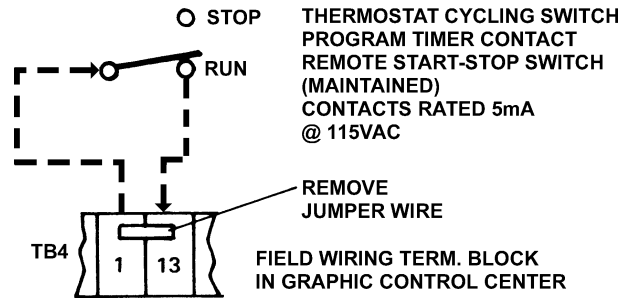 STOP
RUN
THERMOSTAT CYCLING SWITCH
PROGRAM TIMER CONTACT
REMOTE START-STOP SWITCH
(MAINTAINED)
CONTACTS RATED 5mA
@ 115VAC
REMOVE
JUMPER WIRE
TB4
1 13
FIELD WIRING TERM. BLOCK
IN GRAPHIC CONTROL CENTER